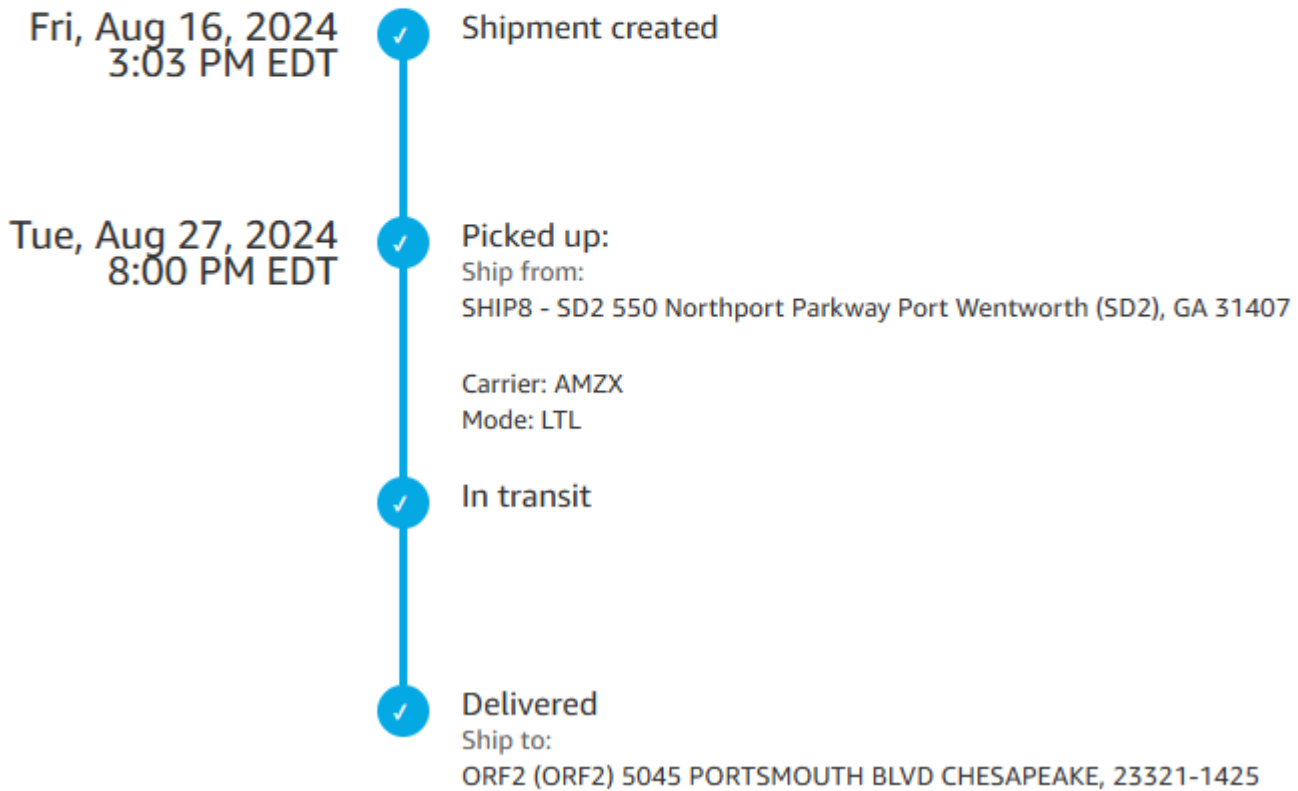 Fri, Aug 16, 2024
3:03 PM EDT
Shipment created
Tue, Aug 27, 2024
8:00 PM EDT
Picked up:
Ship from:
SHIP8 - SD2 550 Northport Parkway Port Wentworth (SD2), GA 31407
Carrier: AMZX
Mode: LTL
In transit
Delivered
Ship to:
ORF2 (ORF2) 5045 PORTSMOUTH BLVD CHESAPEAKE, 23321-1425